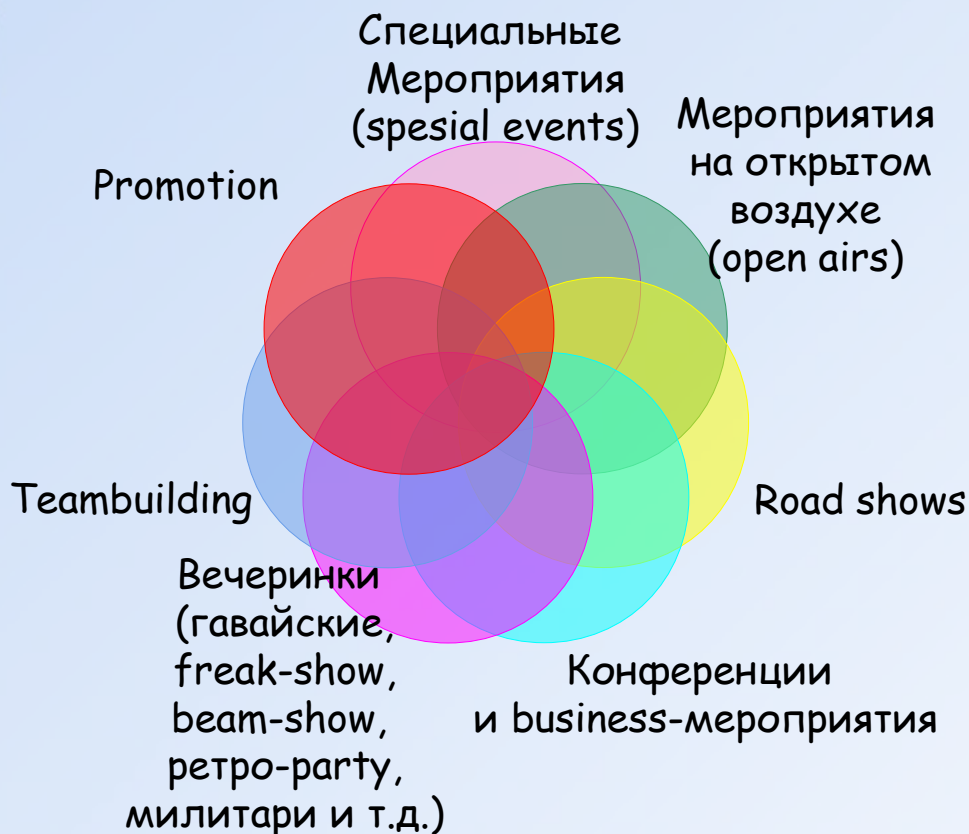 Специальные
Мероприятия
(spesial events)
Мероприятия
на открытом
воздухе
(open airs)
Promotion
Teambuilding
Road shows
Вечеринки
(гавайские,
freak-show,
beam-show,
ретро-party,
милитари и т.д.)
Конференции
и business-мероприятия